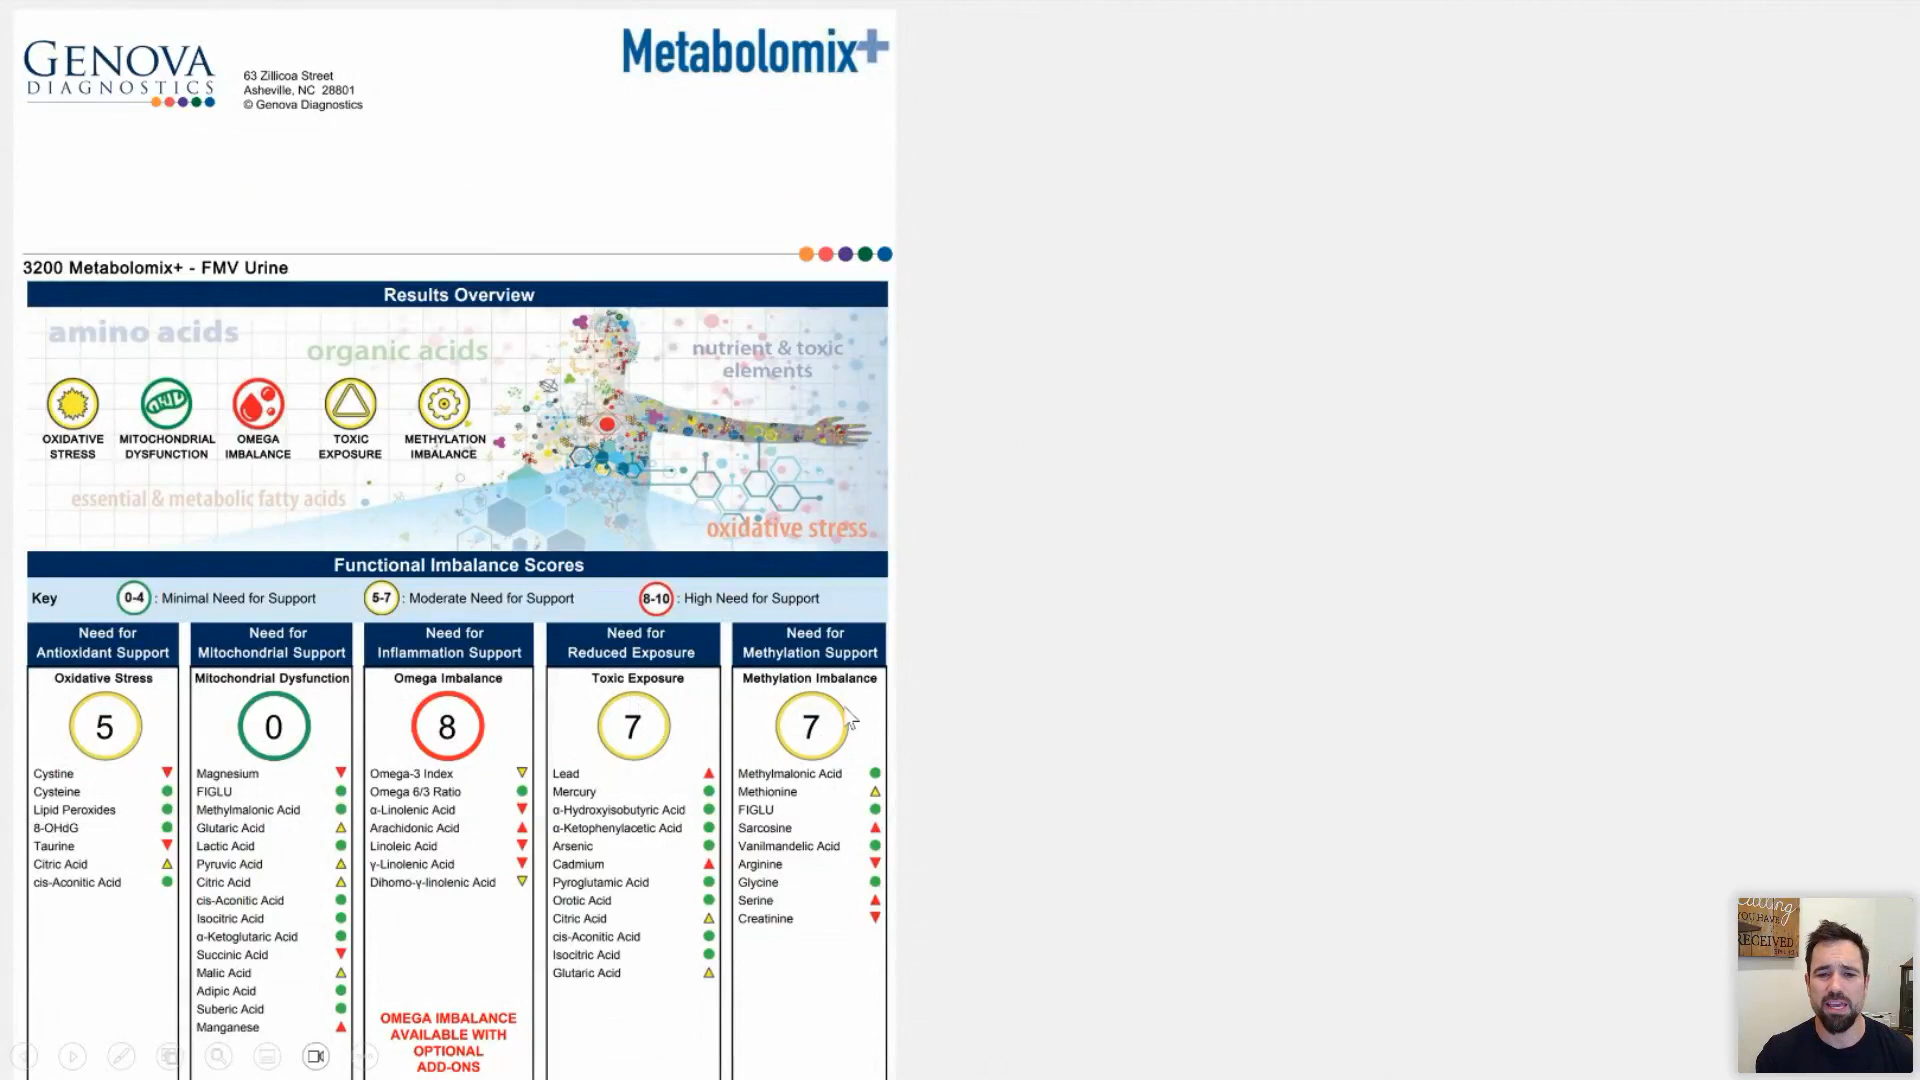 GENOVA
DIAGNOSTICS
63 Zillicoa Street
Asheville, NC 28801
© Genova Diagnostics
Metabolomix+
3200 Metabolomix+ - FMV Urine
Results Overview
amino acids
organic acids
nutrient & toxic
elements
OXIDATIVE
STRESS
MITOCHONDRIAL
DYSFUNCTION
OMEGA
IMBALANCE
TOXIC
EXPOSURE
METHYLATION
IMBALANCE
essential & metabolic fatty acids
oxidative stress
Functional Imbalance Scores
Key
0-4 : Minimal Need for Support
5-7 : Moderate Need for Support
8-10 : High Need for Support
Need for
Antioxidant Support
Oxidative Stress
5
Cystine
Cysteine
Lipid Peroxides
8-OHdG
Taurine
Citric Acid
cis-Aconitic Acid
Need for
Mitochondrial Support
Mitochondrial Dysfunction
0
Magnesium
FIGLU
Methylmalonic Acid
Glutaric Acid
Lactic Acid
Pyruvic Acid
Citric Acid
cis-Aconitic Acid
Isocitric Acid
α-Ketoglutaric Acid
Succinic Acid
Malic Acid
Adipic Acid
Suberic Acid
Manganese
Need for
Inflammation Support
Omega Imbalance
8
Omega-3 Index
Omega 6/3 Ratio
α-Linolenic Acid
Arachidonic Acid
Linoleic Acid
γ-Linolenic Acid
Dihomo-γ-linolenic Acid
OMEGA IMBALANCE
AVAILABLE WITH
OPTIONAL
ADD-ONS
Need for
Reduced Exposure
Toxic Exposure
7
Lead
Mercury
α-Hydroxyisobutyric Acid
α-Ketophenylacetic Acid
Arsenic
Cadmium
Pyroglutamic Acid
Orotic Acid
Citric Acid
cis-Aconitic Acid
Isocitric Acid
Glutaric Acid
Need for
Methylation Support
Methylation Imbalance
7
Methylmalonic Acid
Methionine
FIGLU
Sarcosine
Vanilmandelic Acid
Arginine
Glycine
Serine
Creatinine
calling
YOU HAVE
RECEIVED